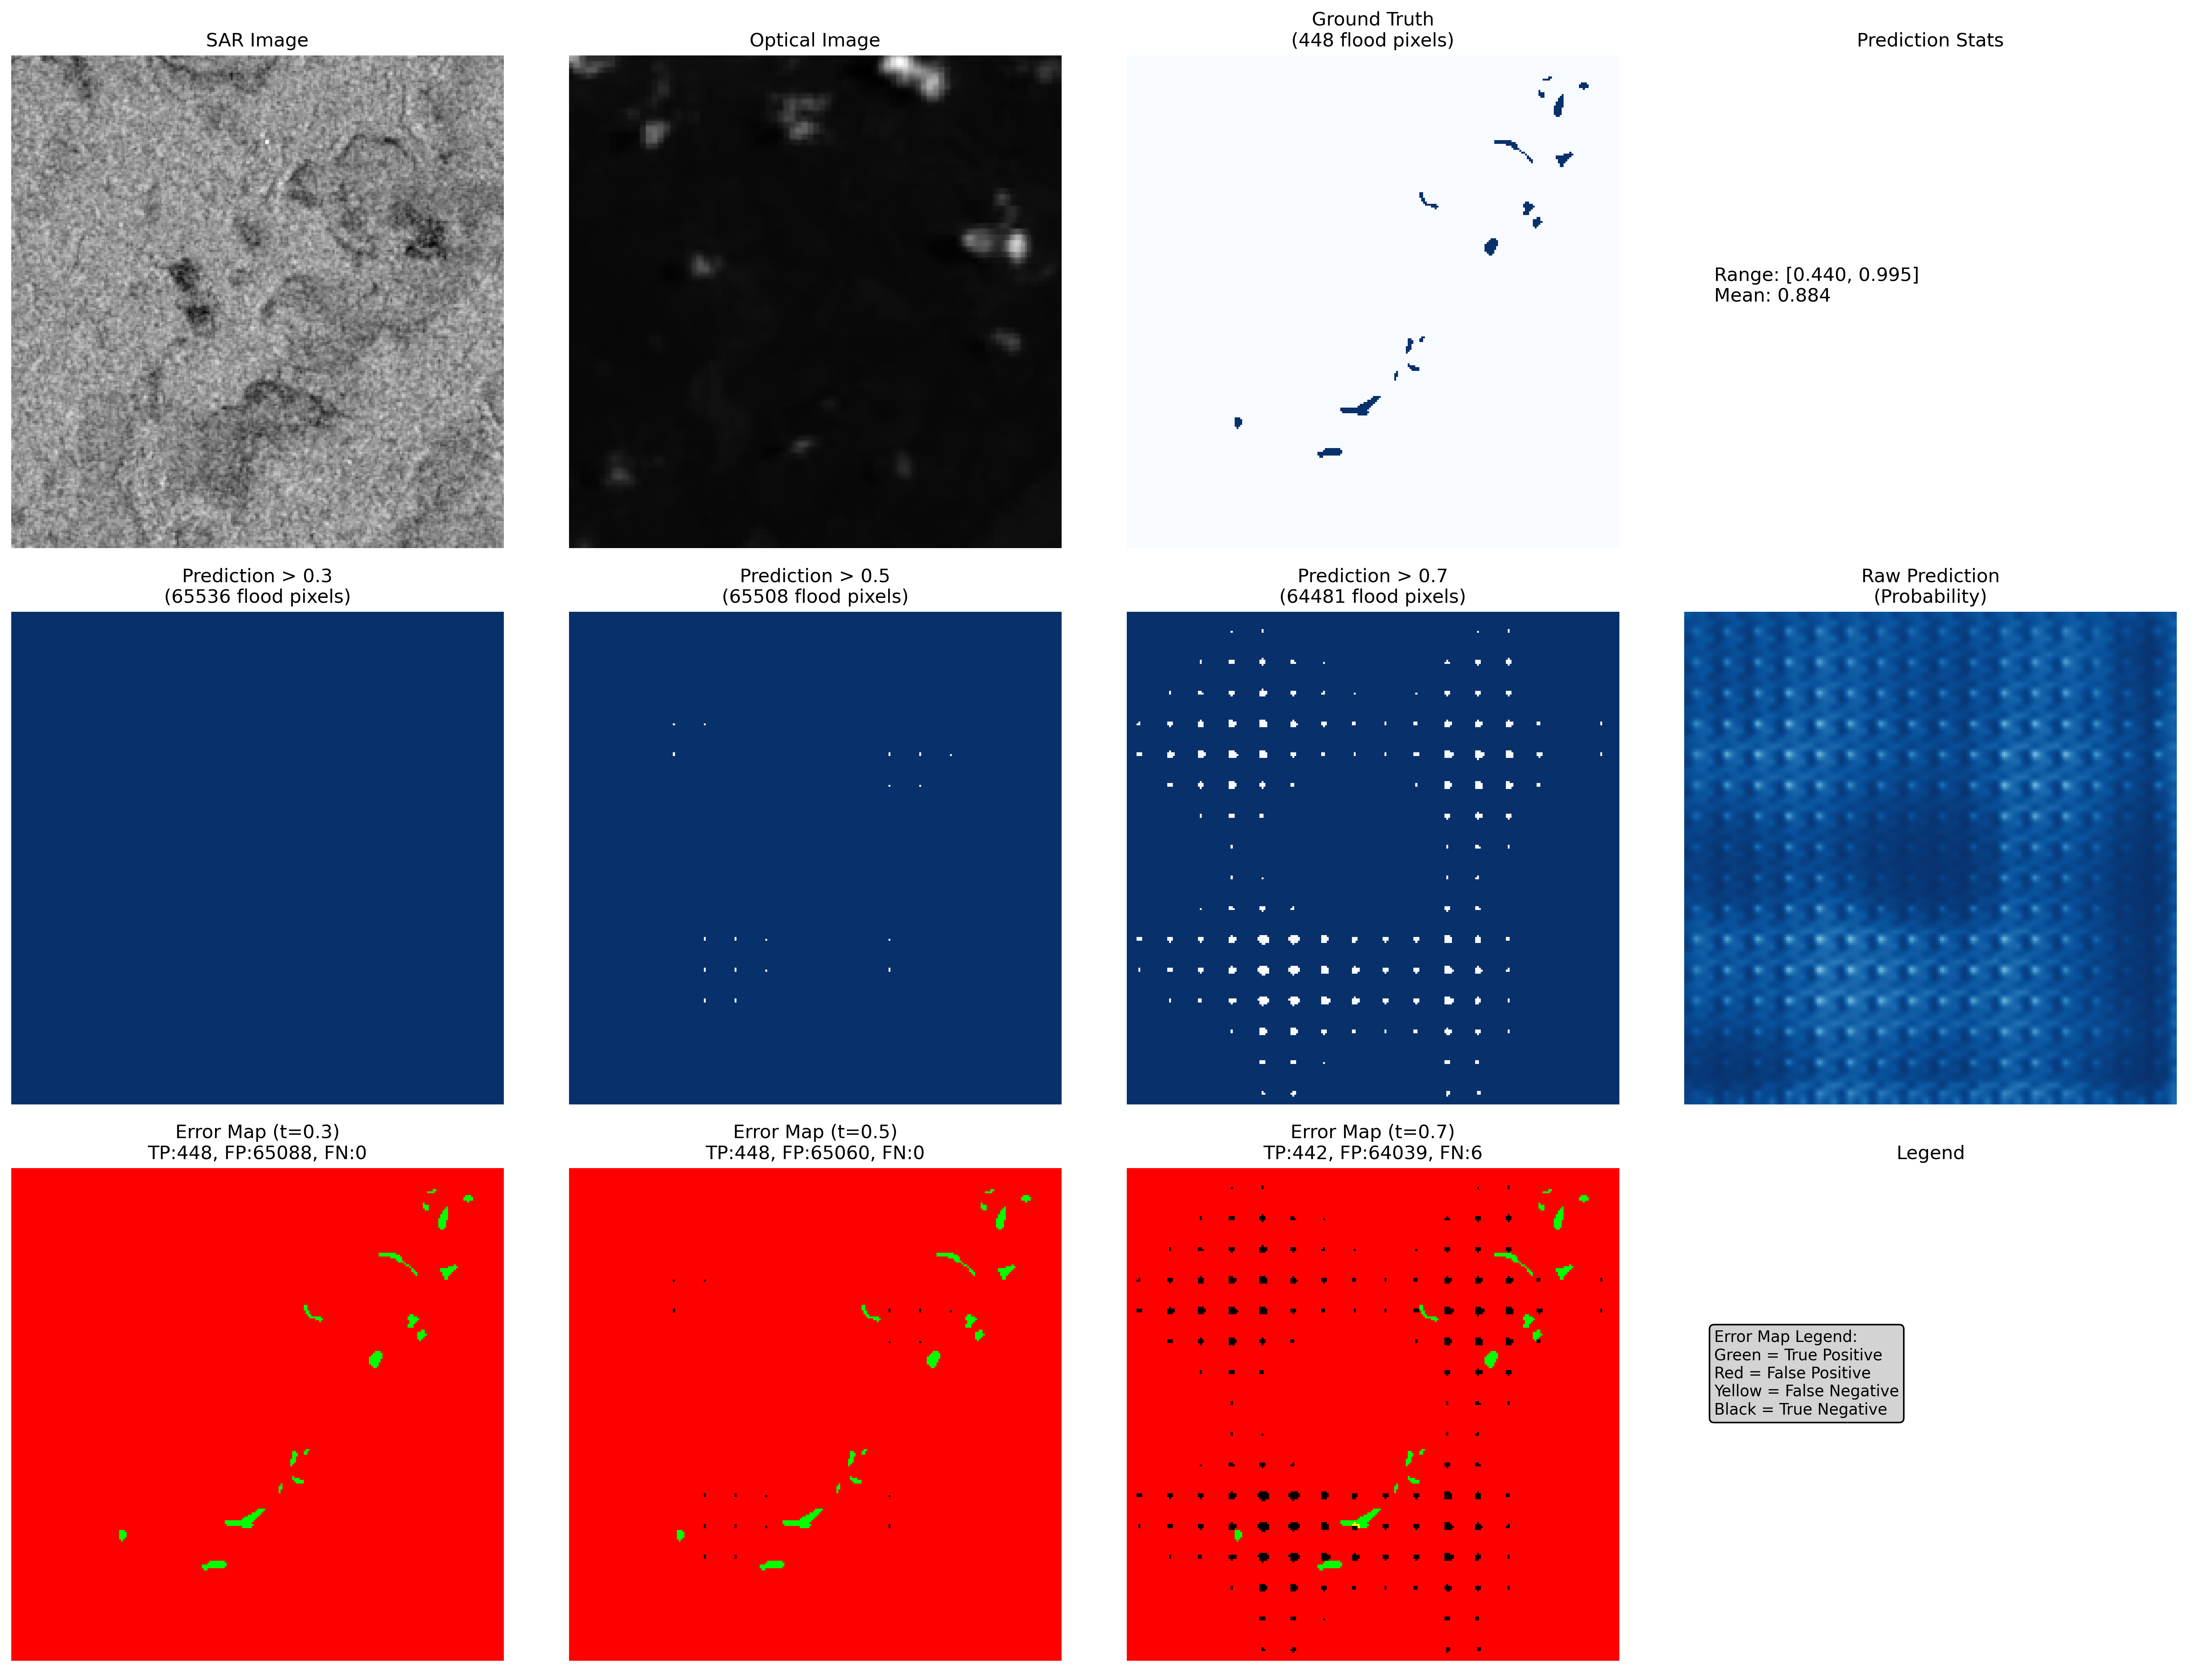 SAR Image
Optical Image
Ground Truth
(448 flood pixels)
Prediction Stats
Range: [0.440, 0.995]
Mean: 0.884
Prediction > 0.3
(65536 flood pixels)
Prediction > 0.5
(65508 flood pixels)
Prediction > 0.7
(64481 flood pixels)
Raw Prediction
(Probability)
Error Map (t=0.3)
TP:448, FP:65088, FN:0
Error Map (t=0.5)
TP:448, FP:65060, FN:0
Error Map (t=0.7)
TP:442, FP:64039, FN:6
Legend
Error Map Legend:
Green = True Positive
Red = False Positive
Yellow = False Negative
Black = True Negative